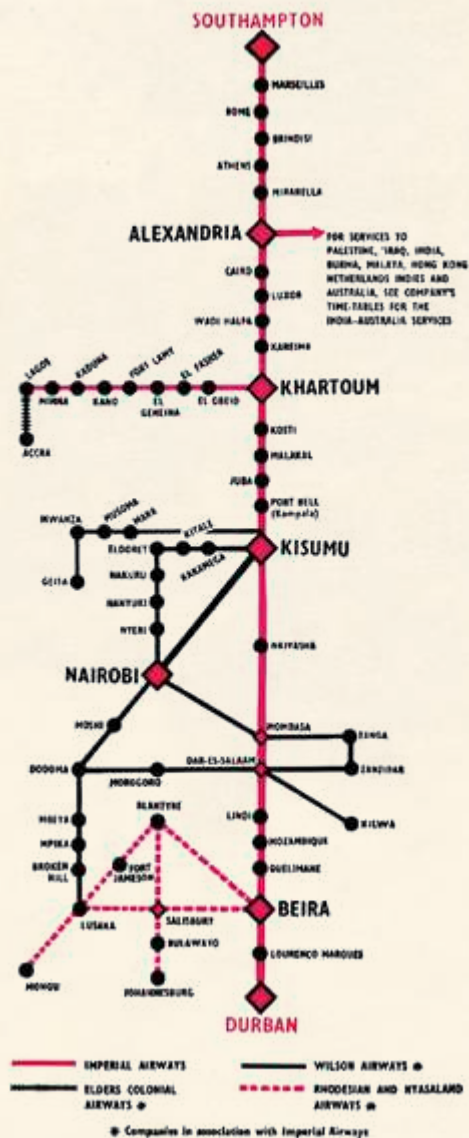 SOUTHAMPTON
MARSEILLES
ROME
BRINDISI
ATHENS
MIRABELLA
ALEXANDRIA
FOR SERVICES TO
PALESTINE, 'IRAQ, INDIA,
BURMA, MALAYA, HONG KONG
NETHERLANDS INDIES AND
AUSTRALIA, SEE COMPANY'S
TIME-TABLES FOR THE
INDIA-AUSTRALIA SERVICES
CAIRO
LUXOR
WADI HALFA
KAREIMA
LAGOS
MINNA
KADUNA
KANO
FORT LAMY
EL
GENEINA
EL FASHER
EL OBEID
KHARTOUM
ACCRA
KOSTI
MALAKAL
JUBA
PORT BELL
(Kampala)
MWANZA
MUSOMA
MARA
KITALE
ELDORET
KAKAMEGA
KISUMU
GEITA
NAKURU
NANYUKI
NYERI
NAIROBI
MOSHI
MOMBASA
TANGA
DODOMA
MOROGORO
DAR-ES-SALAAM
ZANZIBAR
MBEYA
BLANTYRE
LINDI
KILWA
MPIKA
BROKEN
HILL
FORT
JAMESON
MOZAMBIQUE
QUELIMANE
LUSAKA
SALISBURY
BEIRA
BULAWAYO
MONGU
JOHANNESBURG
LOURENÇO MARQUES
DURBAN
IMPERIAL AIRWAYS
WILSON AIRWAYS
ELDERS COLONIAL
AIRWAYS
RHODESIAN AND NYASALAND
AIRWAYS
Companies in association with Imperial Airways